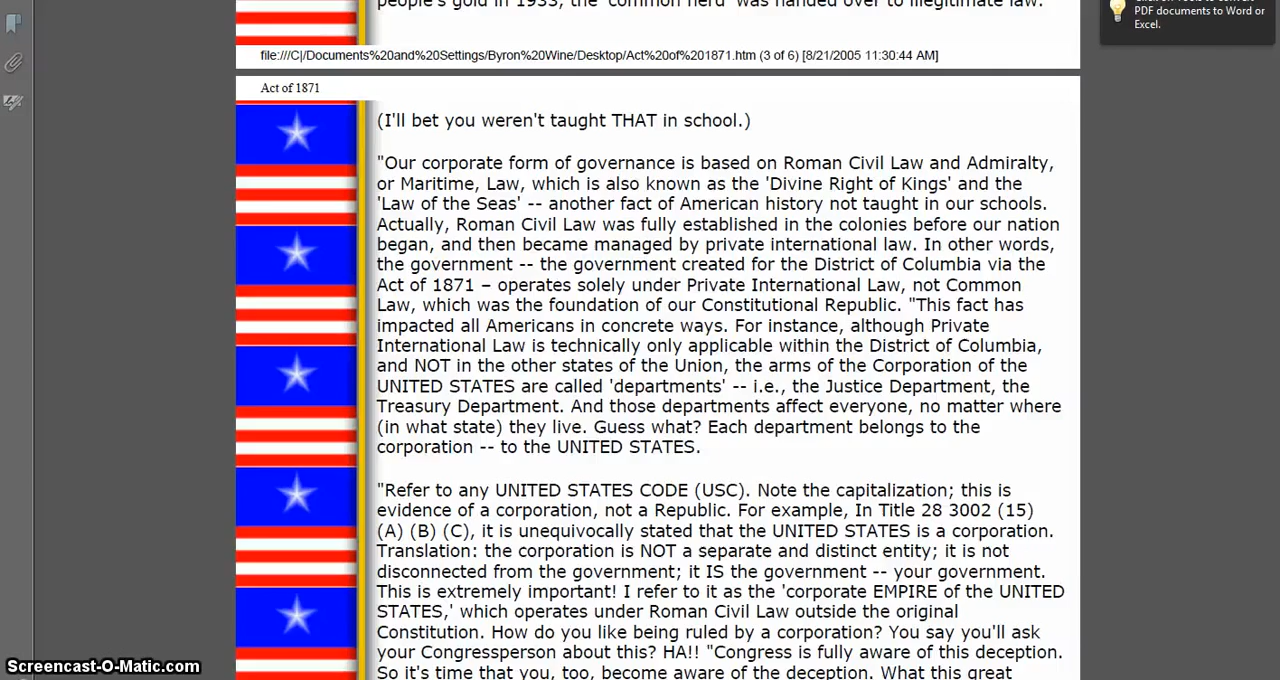 people's gold in 1933, the 'common herd' was handed over to illegitimate law.
PDF documents to Word or
Excel.
file:///C|/Documents%20and%20Settings/Byron%20Wine/Desktop/Act%20of%201871.htm (3 of 6) [8/21/2005 11:30:44 AM]
Act of 1871
(I'll bet you weren't taught THAT in school.)
"Our corporate form of governance is based on Roman Civil Law and Admiralty,
or Maritime, Law, which is also known as the 'Divine Right of Kings' and the
'Law of the Seas' -- another fact of American history not taught in our schools.
Actually, Roman Civil Law was fully established in the colonies before our nation
began, and then became managed by private international law. In other words,
the government -- the government created for the District of Columbia via the
Act of 1871 – operates solely under Private International Law, not Common
Law, which was the foundation of our Constitutional Republic. "This fact has
impacted all Americans in concrete ways. For instance, although Private
International Law is technically only applicable within the District of Columbia,
and NOT in the other states of the Union, the arms of the Corporation of the
UNITED STATES are called 'departments' -- i.e., the Justice Department, the
Treasury Department. And those departments affect everyone, no matter where
(in what state) they live. Guess what? Each department belongs to the
corporation -- to the UNITED STATES.
"Refer to any UNITED STATES CODE (USC). Note the capitalization; this is
evidence of a corporation, not a Republic. For example, In Title 28 3002 (15)
(A) (B) (C), it is unequivocally stated that the UNITED STATES is a corporation.
Translation: the corporation is NOT a separate and distinct entity; it is not
disconnected from the government; it IS the government -- your government.
This is extremely important! I refer to it as the 'corporate EMPIRE of the UNITED
STATES,' which operates under Roman Civil Law outside the original
Constitution. How do you like being ruled by a corporation? You say you'll ask
your Congressperson about this? HA!! "Congress is fully aware of this deception.
So it's time that you, too, become aware of the deception. What this great
Screencast-O-Matic.com